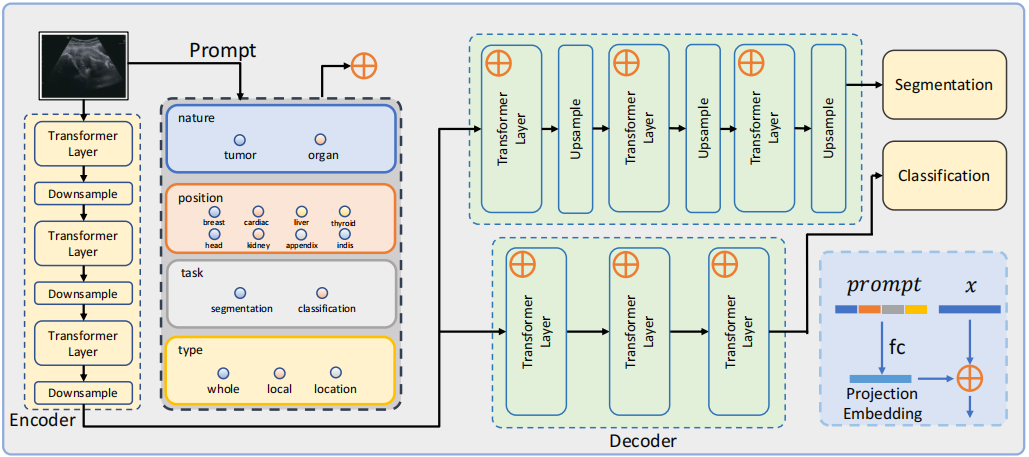 Prompt
Transformer
Layer
Downsample
Transformer
Layer
Downsample
Transformer
Layer
Downsample
Encoder
nature
tumor organ
position
breast cardiac liver thyroid
head kidney appendix indis
task
segmentation classification
type
whole local location
Transformer
Layer
Upsample
Transformer
Layer
Upsample
Transformer
Layer
Upsample
Transformer
Layer
Transformer
Layer
Transformer
Layer
Decoder
Segmentation
Classification
prompt x
fc
Projection
Embedding